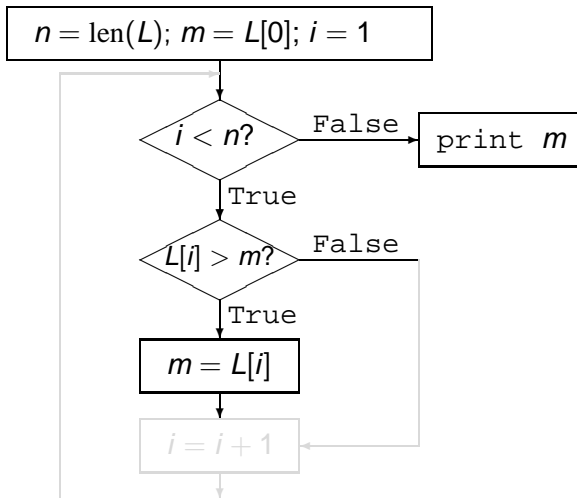 n = len(L); m = L[0]; i = 1
i < n?
False
print m
True
L[i] > m?
False
True
m = L[i]
i = i + 1